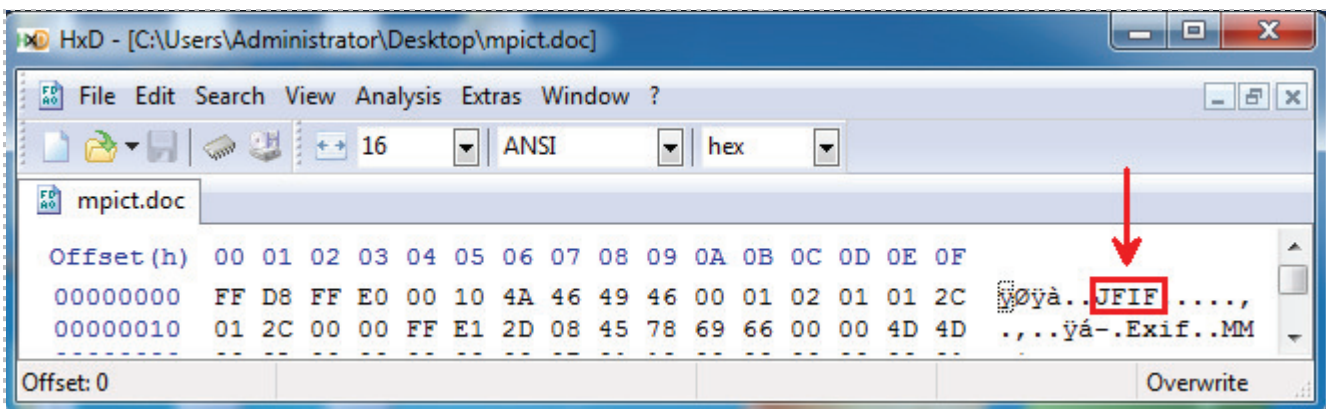 HxD - [C:\Users\Administrator\Desktop\mpict.doc]
File Edit Search View Analysis Extras Window ?
16 ANSI hex
mpict.doc
Offset(h) 00 01 02 03 04 05 06 07 08 09 0A 0B 0C 0D 0E 0F
00000000 FF D8 FF E0 00 10 4A 46 49 46 00 01 02 01 01 2C ÿØÿà..JFIF.....,
00000010 01 2C 00 00 FF E1 2D 08 45 78 69 66 00 00 4D 4D .,..ÿá-.Exif..MM
Offset: 0 Overwrite